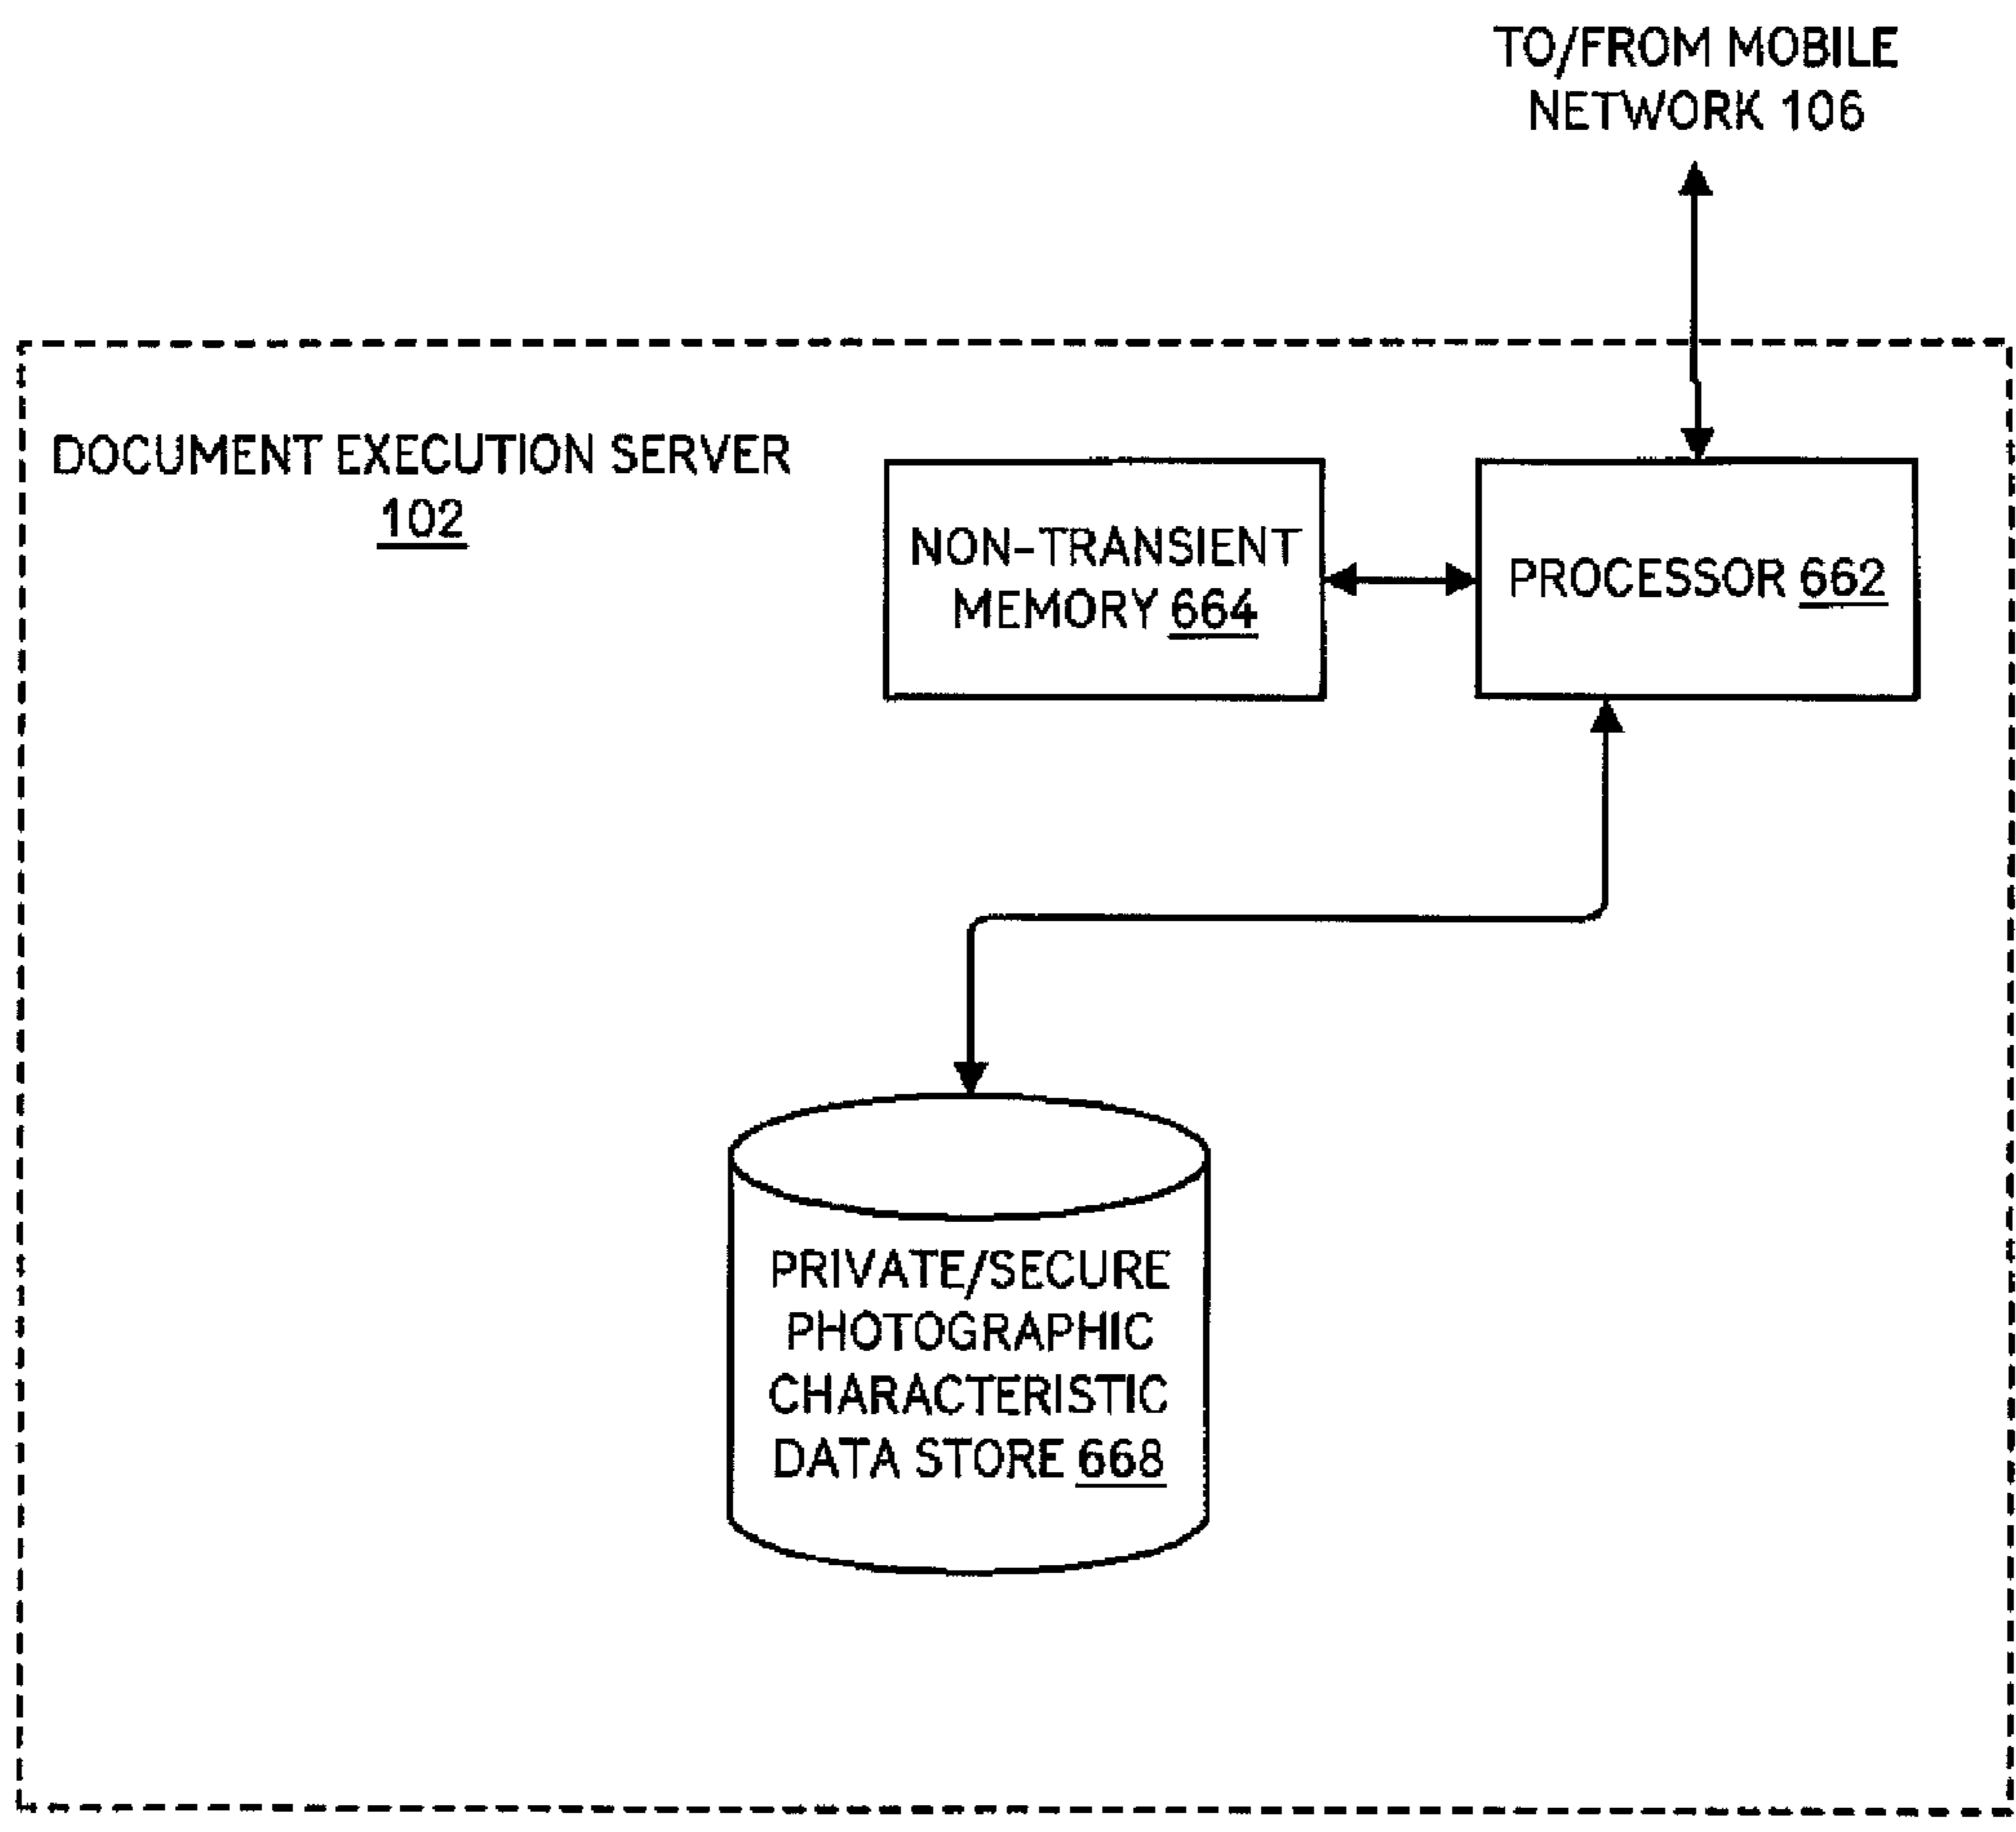 TO/FROM MOBILE
NETWORK 106
DOCUMENT EXECUTION SERVER
102
NON-TRANSIENT
MEMORY 664
PROCESSOR 662
PRIVATE/SECURE
PHOTOGRAPHIC
CHARACTERISTIC
DATA STORE 668